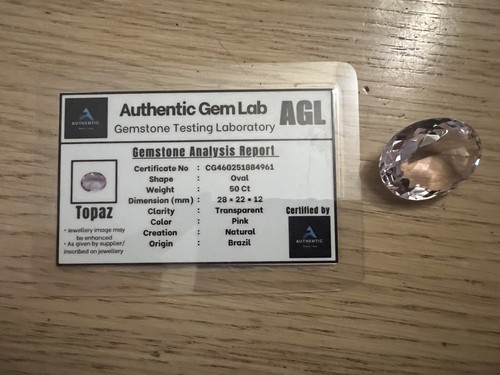 Authentic Gem Lab AGL
Gemstone Testing Laboratory
Gemstone Analysis Report
Certificate No : CG460251884961
Shape : Oval
Weight : 50 Ct
Dimension (mm) : 28 x 22 x 12
Clarity : Transparent
Color : Pink
Creation : Natural
Origin : Brazil
Topaz
• Jewellery image may
be enhanced
• As given by supplier/
inscribed on jewellery
Certified by
AUTHENTIC
AUTHENTIC